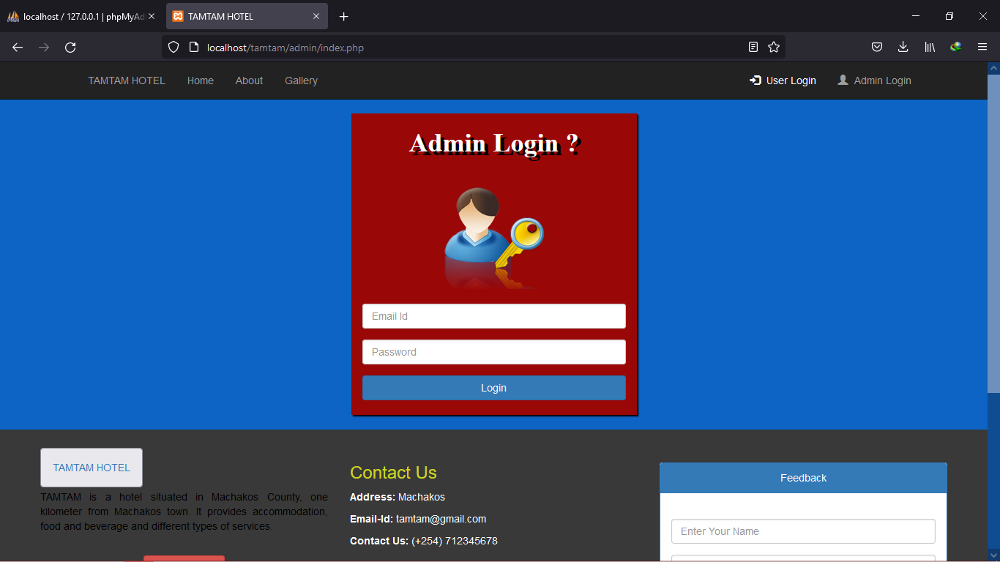 localhost / 127.0.0.1 | phpMyAd
TAMTAM HOTEL
localhost/tamtam/admin/index.php
TAMTAM HOTEL Home About Gallery User Login Admin Login
Admin Login ?
Email Id
Password
Login
TAMTAM HOTEL
TAMTAM is a hotel situated in Machakos County, one
kilometer from Machakos town. It provides accommodation,
food and beverage and different types of services.
Contact Us
Address: Machakos
Email-Id: tamtam@gmail.com
Contact Us: (+254) 712345678
Feedback
Enter Your Name